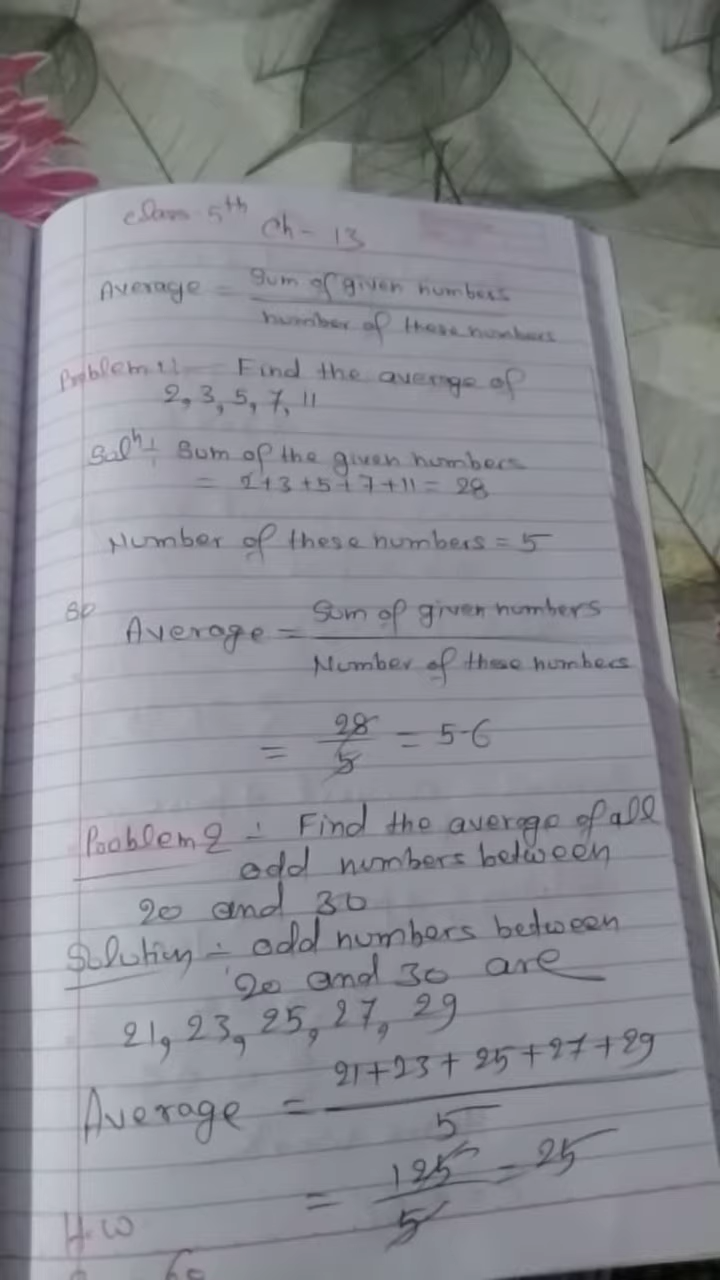 Class 5th Ch - 13
Average = Sum of given numbers
number of these numbers
Problem 1:- Find the average of
2, 3, 5, 7, 11
Solⁿ:- Sum of the given numbers
= 2+3+5+7+11 = 28
Number of these numbers = 5
So
Average = Sum of given numbers
Number of these numbers
= 28/5 = 5.6
Problem 2 :- Find the average of all
odd numbers between
20 and 30
Solution :- odd numbers between
20 and 30 are
21, 23, 25, 27, 29
Average = 21+23+25+27+29
5
= 125/5 = 25
H.W